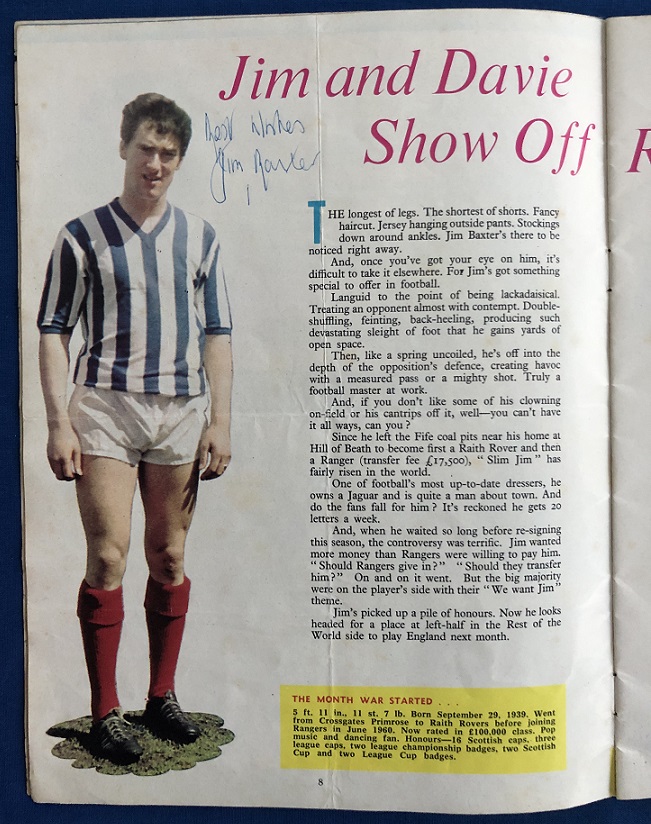 Jim and Davie
Show Off
R
Best Wishes
Jim Baxter
THE longest of legs. The shortest of shorts. Fancy
haircut. Jersey hanging outside pants. Stockings
down around ankles. Jim Baxter's there to be
noticed right away.
And, once you've got your eye on him, it's
difficult to take it elsewhere. For Jim's got something
special to offer in football.
Languid to the point of being lackadaisical.
Treating an opponent almost with contempt. Double-
shuffling, feinting, back-heeling, producing such
devastating sleight of foot that he gains yards of
open space.
Then, like a spring uncoiled, he's off into the
depth of the opposition's defence, creating havoc
with a measured pass or a mighty shot. Truly a
football master at work.
And, if you don't like some of his clowning
on-field or his cantrips off it, well—you can't have
it all ways, can you ?
Since he left the Fife coal pits near his home at
Hill of Beath to become first a Raith Rover and then
a Ranger (transfer fee £17,500), " Slim Jim " has
fairly risen in the world.
One of football's most up-to-date dressers, he
owns a Jaguar and is quite a man about town. And
do the fans fall for him ? It's reckoned he gets 20
letters a week.
And, when he waited so long before re-signing
this season, the controversy was terrific. Jim wanted
more money than Rangers were willing to pay him.
" Should Rangers give in? " " Should they transfer
him? " On and on it went. But the big majority
were on the player's side with their " We want Jim "
theme.
Jim's picked up a pile of honours. Now he looks
headed for a place at left-half in the Rest of the
World side to play England next month.
THE MONTH WAR STARTED . . .
5 ft. 11 in., 11 st. 7 lb. Born September 29, 1939. Went
from Crossgates Primrose to Raith Rovers before joining
Rangers in June 1960. Now rated in £100,000 class. Pop
music and dancing fan. Honours—16 Scottish caps, three
league caps, two league championship badges, two Scottish
Cup and two League Cup badges.
8